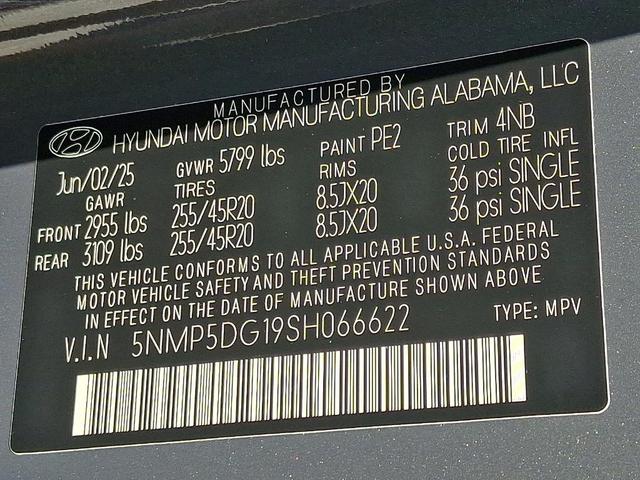 MANUFACTURED BY
HYUNDAI MOTOR MANUFACTURING ALABAMA, LLC
Jun/02/25 GVWR 5799 lbs PAINT PE2 TRIM 4NB
GAWR TIRES RIMS COLD TIRE INFL
FRONT 2955 lbs 255/45R20 8.5JX20 36 psi SINGLE
REAR 3109 lbs 255/45R20 8.5JX20 36 psi SINGLE
THIS VEHICLE CONFORMS TO ALL APPLICABLE U.S.A. FEDERAL
MOTOR VEHICLE SAFETY AND THEFT PREVENTION STANDARDS
IN EFFECT ON THE DATE OF MANUFACTURE SHOWN ABOVE
V.I.N 5NMP5DG19SH066622 TYPE: MPV